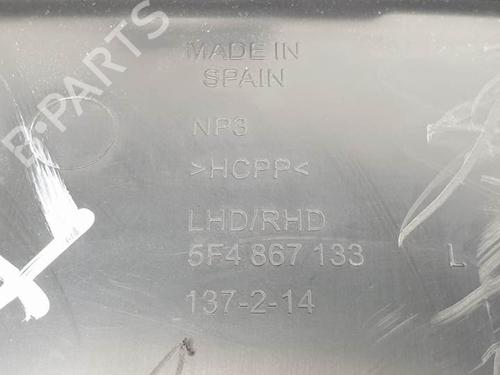 MADE IN
SPAIN
NP3
>HCPP<
LHD/RHD
5F4 867 133 L
137-2-14
B-PARTS